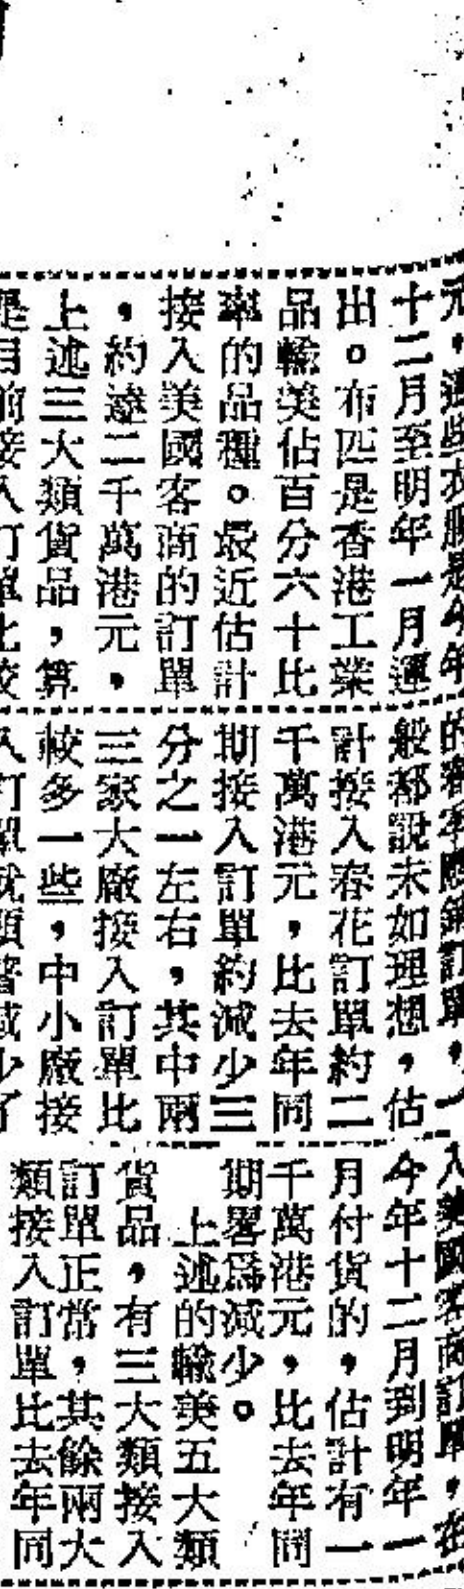 元，這些衣服是今年
十二月至明年一月運
出。布匹是香港工業
品輸美佔百分六十比
率的品種。最近估計
接入美國客商的訂單
，約達二千萬港元，
上述三大類貨品，算
是目前接入訂單比較
的春季應銷訂單，一
般都說未如理想，估
計接入春花訂單約二
千萬港元，比去年同
期接入訂單約減少三
分之一左右，其中兩
三家大廠接入訂單比
較多一些，中小廠接
入訂單就顯著減少了
入美國客商訂單，在
今年十二月到明年一
月付貨的，估計有一
千萬港元，比去年同
期畧爲減少。
上述的輸美五大類
貨品，有三大類接入
訂單正常，其餘兩大
類接入訂單比去年同